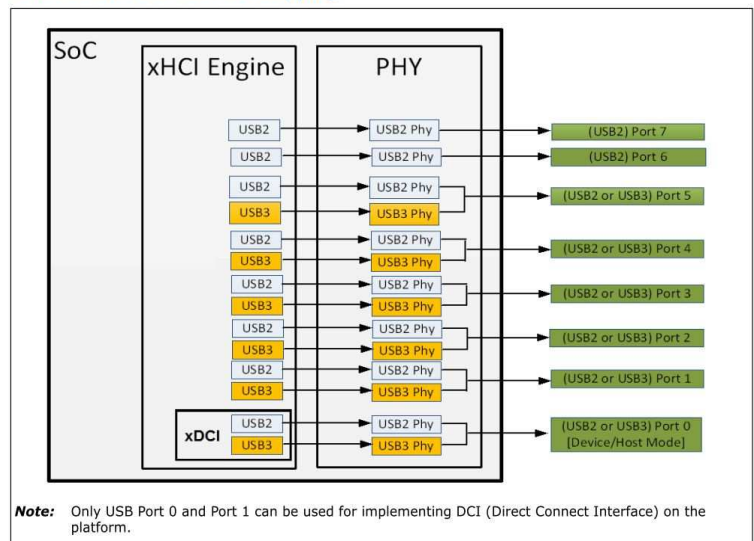 SoC
xHCI Engine
PHY
USB2
USB2 Phy
(USB2) Port 7
USB2
USB2 Phy
(USB2) Port 6
USB2
USB2 Phy
(USB2 or USB3) Port 5
USB3
USB3 Phy
USB2
USB2 Phy
(USB2 or USB3) Port 4
USB3
USB3 Phy
USB2
USB2 Phy
(USB2 or USB3) Port 3
USB3
USB3 Phy
USB2
USB2 Phy
(USB2 or USB3) Port 2
USB3
USB3 Phy
USB2
USB2 Phy
(USB2 or USB3) Port 1
USB3
USB3 Phy
xDCI
USB2
USB2 Phy
(USB2 or USB3) Port 0
[Device/Host Mode]
USB3
USB3 Phy
Note: Only USB Port 0 and Port 1 can be used for implementing DCI (Direct Connect Interface) on the
platform.